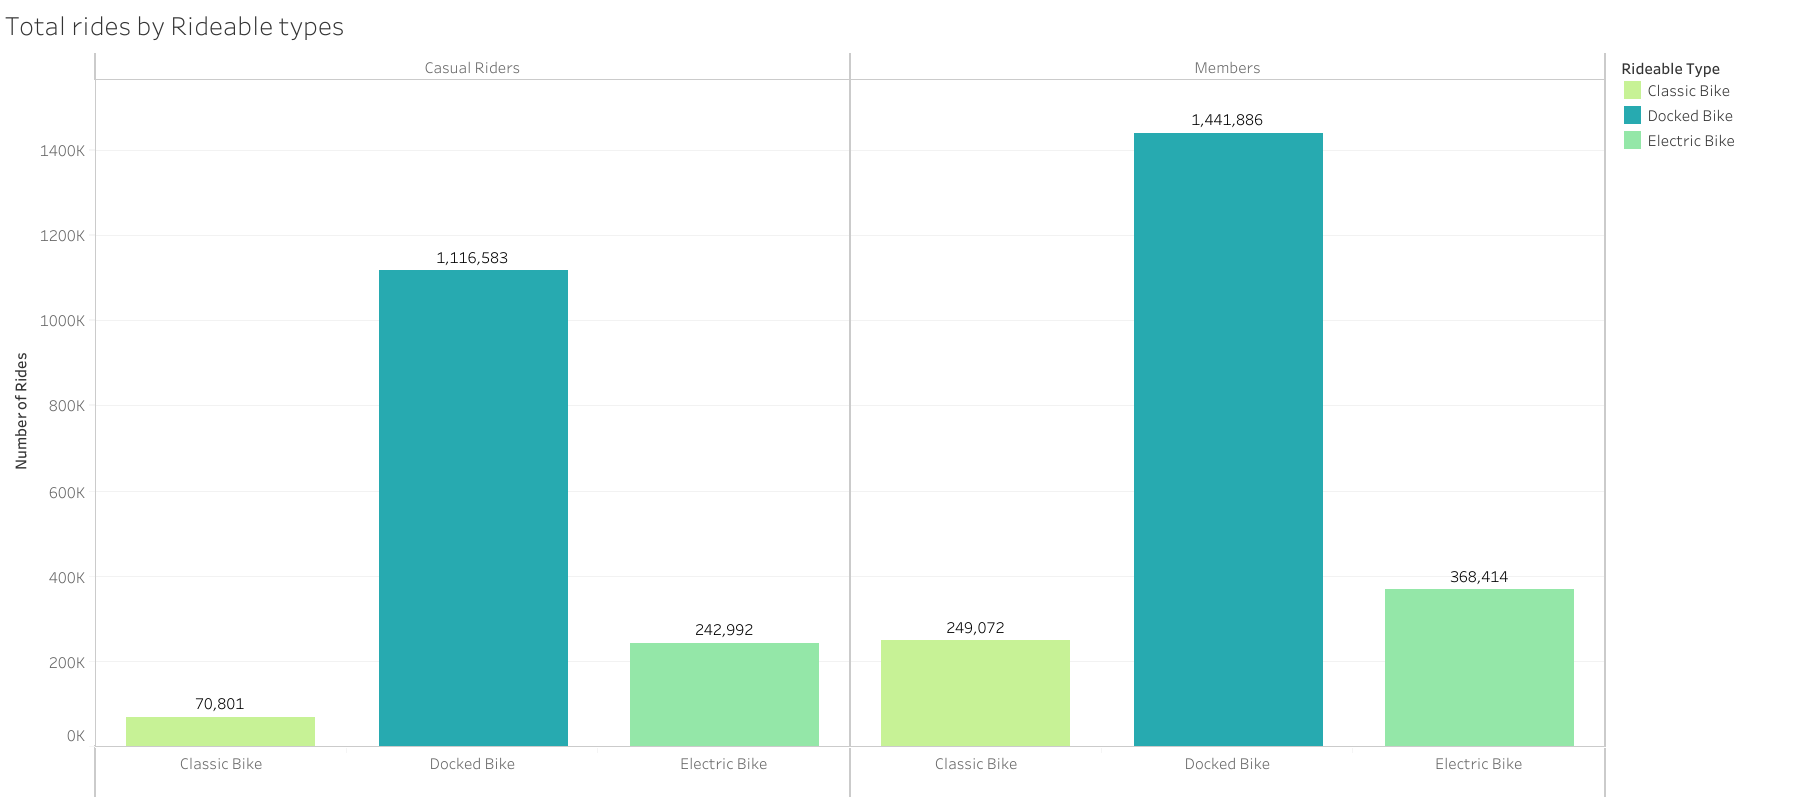 Total rides by Rideable types
Casual Riders
Members
Rideable Type
Classic Bike
Docked Bike
Electric Bike
Number of Rides
1400K
1200K
1000K
800K
600K
400K
200K
0K
70,801
1,116,583
242,992
249,072
1,441,886
368,414
Classic Bike
Docked Bike
Electric Bike
Classic Bike
Docked Bike
Electric Bike